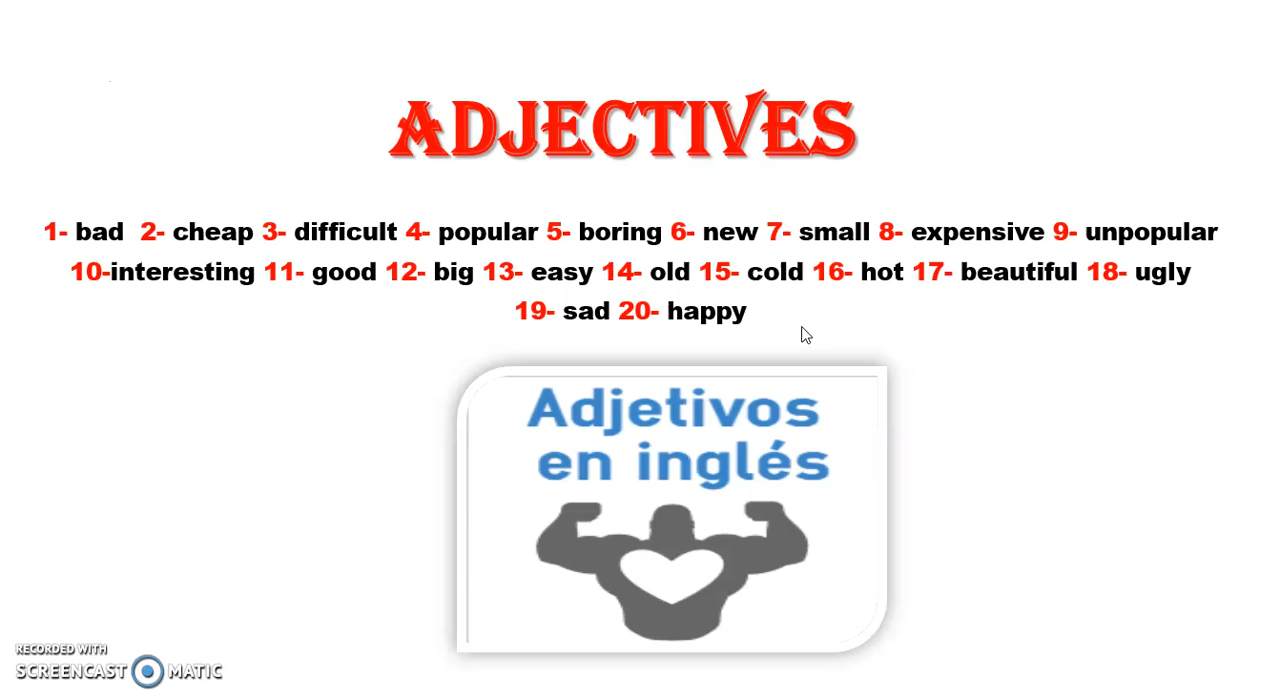 ADJECTIVES
1- bad 2- cheap 3- difficult 4- popular 5- boring 6- new 7- small 8- expensive 9- unpopular
10-interesting 11- good 12- big 13- easy 14- old 15- cold 16- hot 17- beautiful 18- ugly
19- sad 20- happy
Adjetivos
en inglés
RECORDED WITH
SCREENCAST MATIC